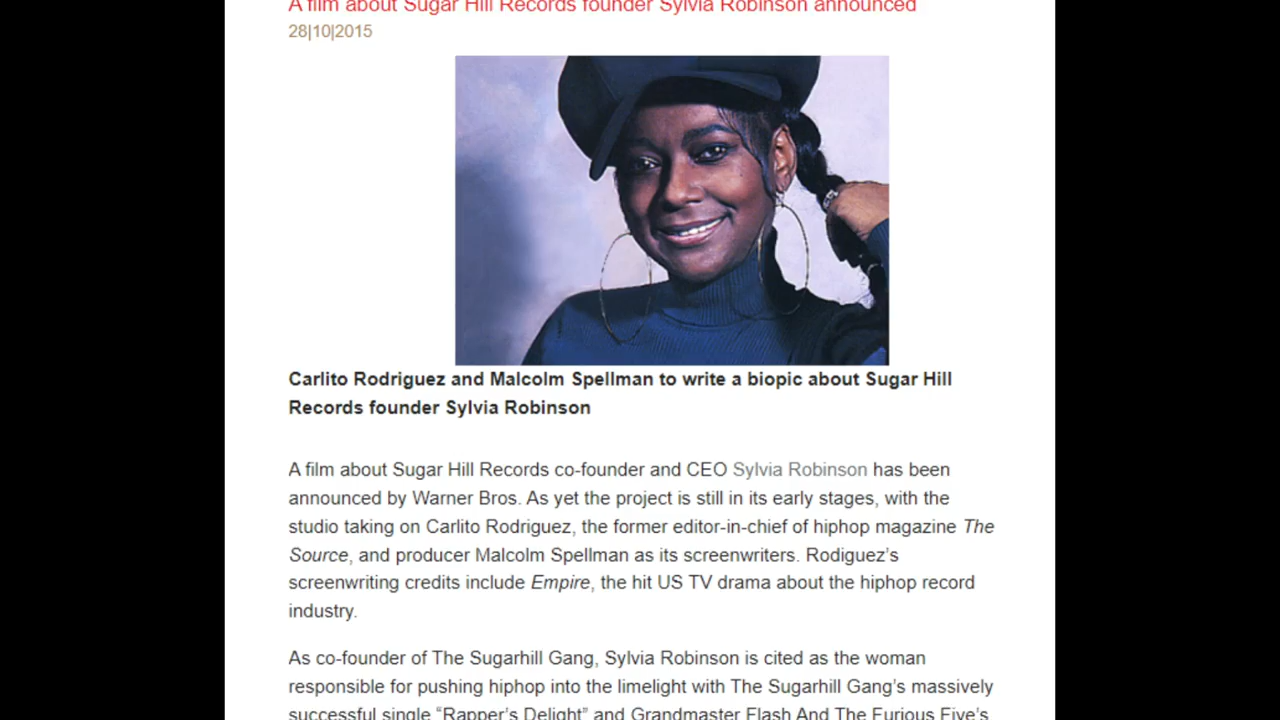 A film about Sugar Hill Records founder Sylvia Robinson announced
28|10|2015
Carlito Rodriguez and Malcolm Spellman to write a biopic about Sugar Hill
Records founder Sylvia Robinson
A film about Sugar Hill Records co-founder and CEO Sylvia Robinson has been
announced by Warner Bros. As yet the project is still in its early stages, with the
studio taking on Carlito Rodriguez, the former editor-in-chief of hiphop magazine The
Source, and producer Malcolm Spellman as its screenwriters. Rodiguez’s
screenwriting credits include Empire, the hit US TV drama about the hiphop record
industry.
As co-founder of The Sugarhill Gang, Sylvia Robinson is cited as the woman
responsible for pushing hiphop into the limelight with The Sugarhill Gang’s massively
successful single “Rapper’s Delight” and Grandmaster Flash And The Furious Five’s